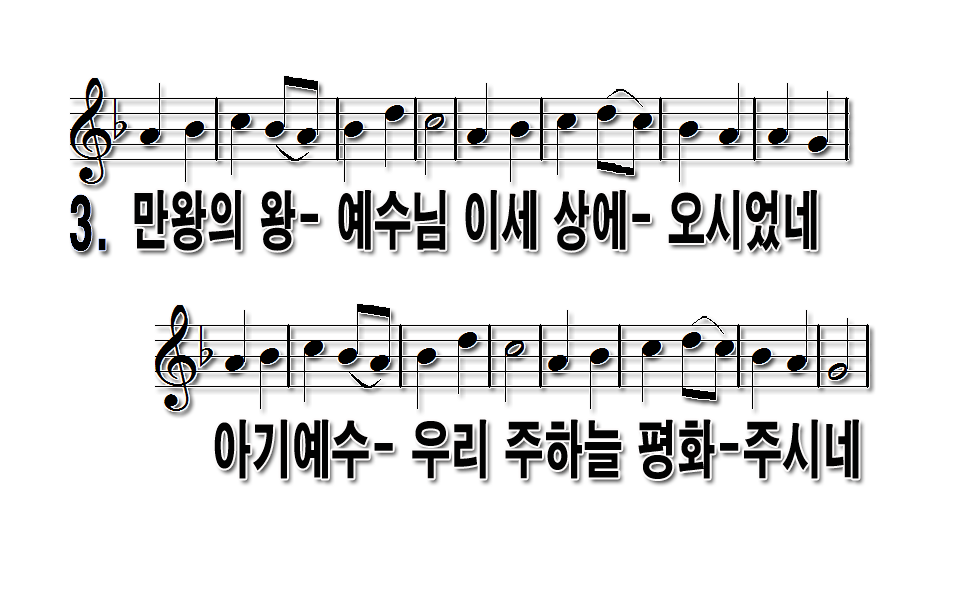 3. 만왕의 왕- 예수님 이세 상에- 오시었네
아기예수- 우리 주하늘 평화-주시네